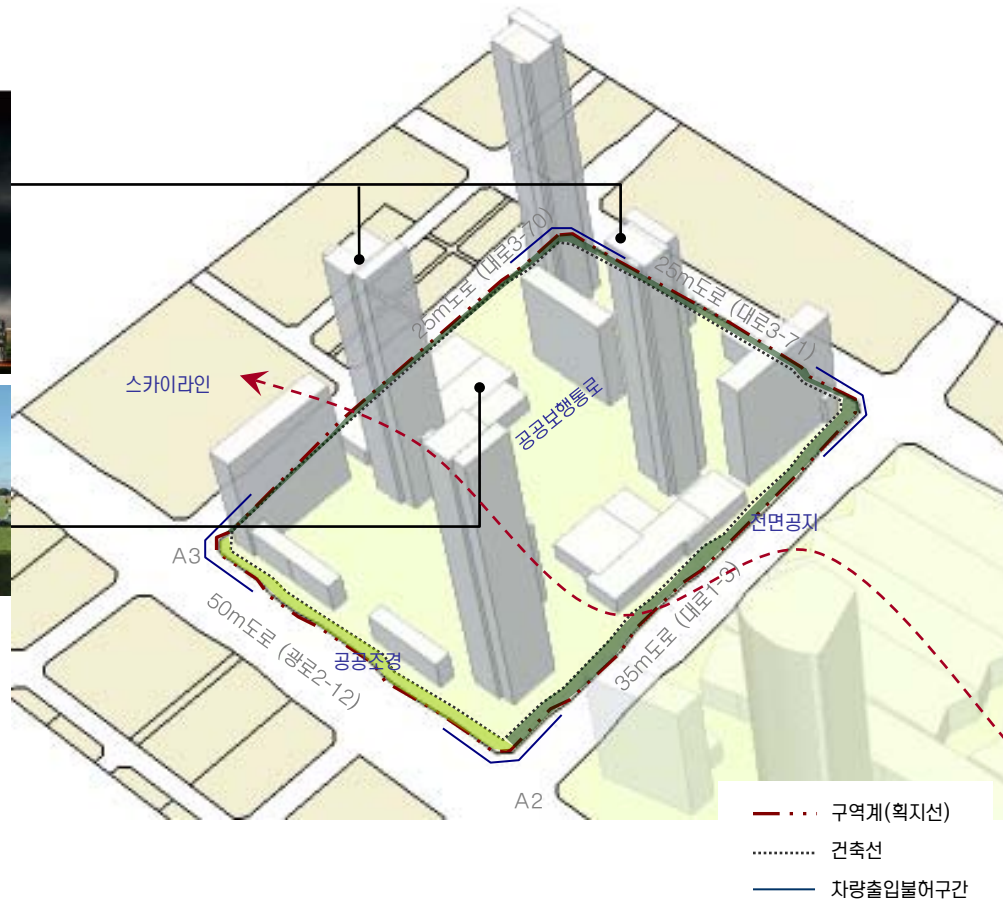 25m도로 (대로3-70)
25m도로 (대로3-71)
스카이라인
공공보행통로
전면공지
A3
50m도로 (광로2-12)
공공조경
35m도로 (대로1-3)
A2
구역계(획지선)
건축선
차량출입불허구간